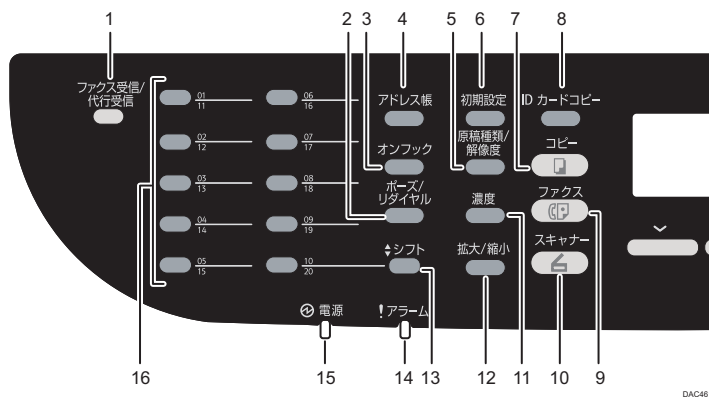 1
2
3
4
5
6
7
8
ファクス受信/
代行受信
01
11
06
16
アドレス帳
初期設定
ID カードコピー
02
12
07
17
オンフック
原稿種類/
解像度
コピー
03
13
08
18
ポーズ/
リダイヤル
濃度
ファクス
04
14
09
19
05
15
10
20
シフト
拡大/縮小
スキャナー
電源
!アラーム
16
15
14
13
12
11
10
9
DAC46